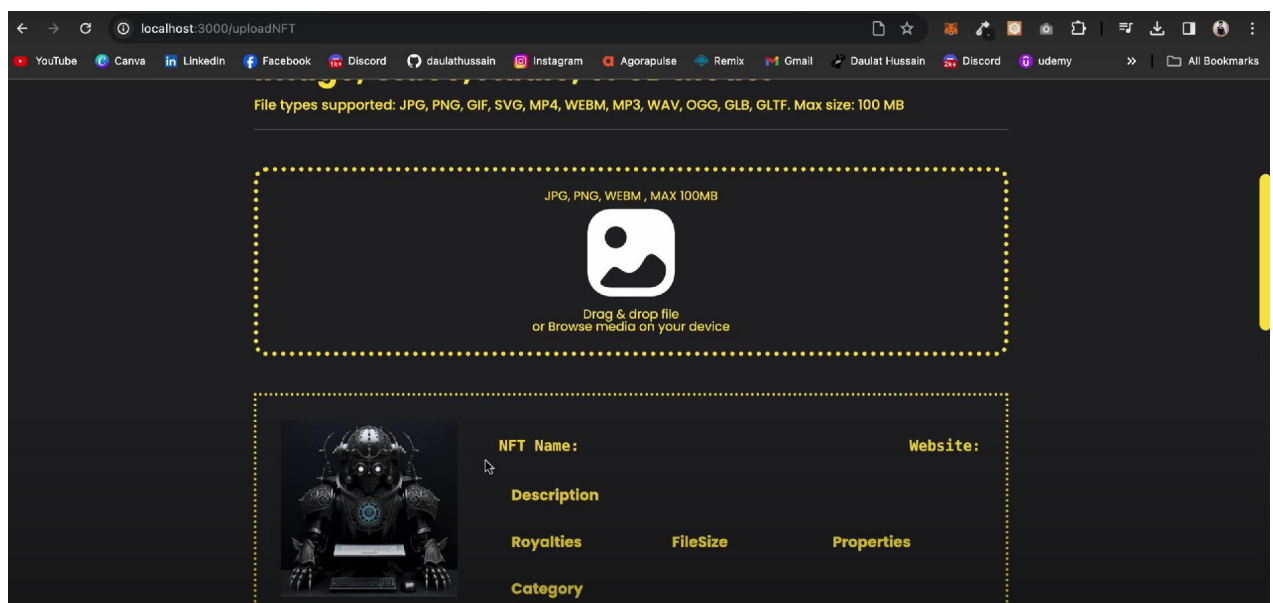 localhost:3000/uploadNFT
YouTube Canva LinkedIn Facebook Discord daulathussain Instagram Agorapulse Remix Gmail Daulat Hussain Discord udemy » All Bookmarks
File types supported: JPG, PNG, GIF, SVG, MP4, WEBM, MP3, WAV, OGG, GLB, GLTF. Max size: 100 MB
JPG, PNG, WEBM , MAX 100MB
Drag & drop file
or Browse media on your device
NFT Name: Website:
Description
Royalties FileSize Properties
Category